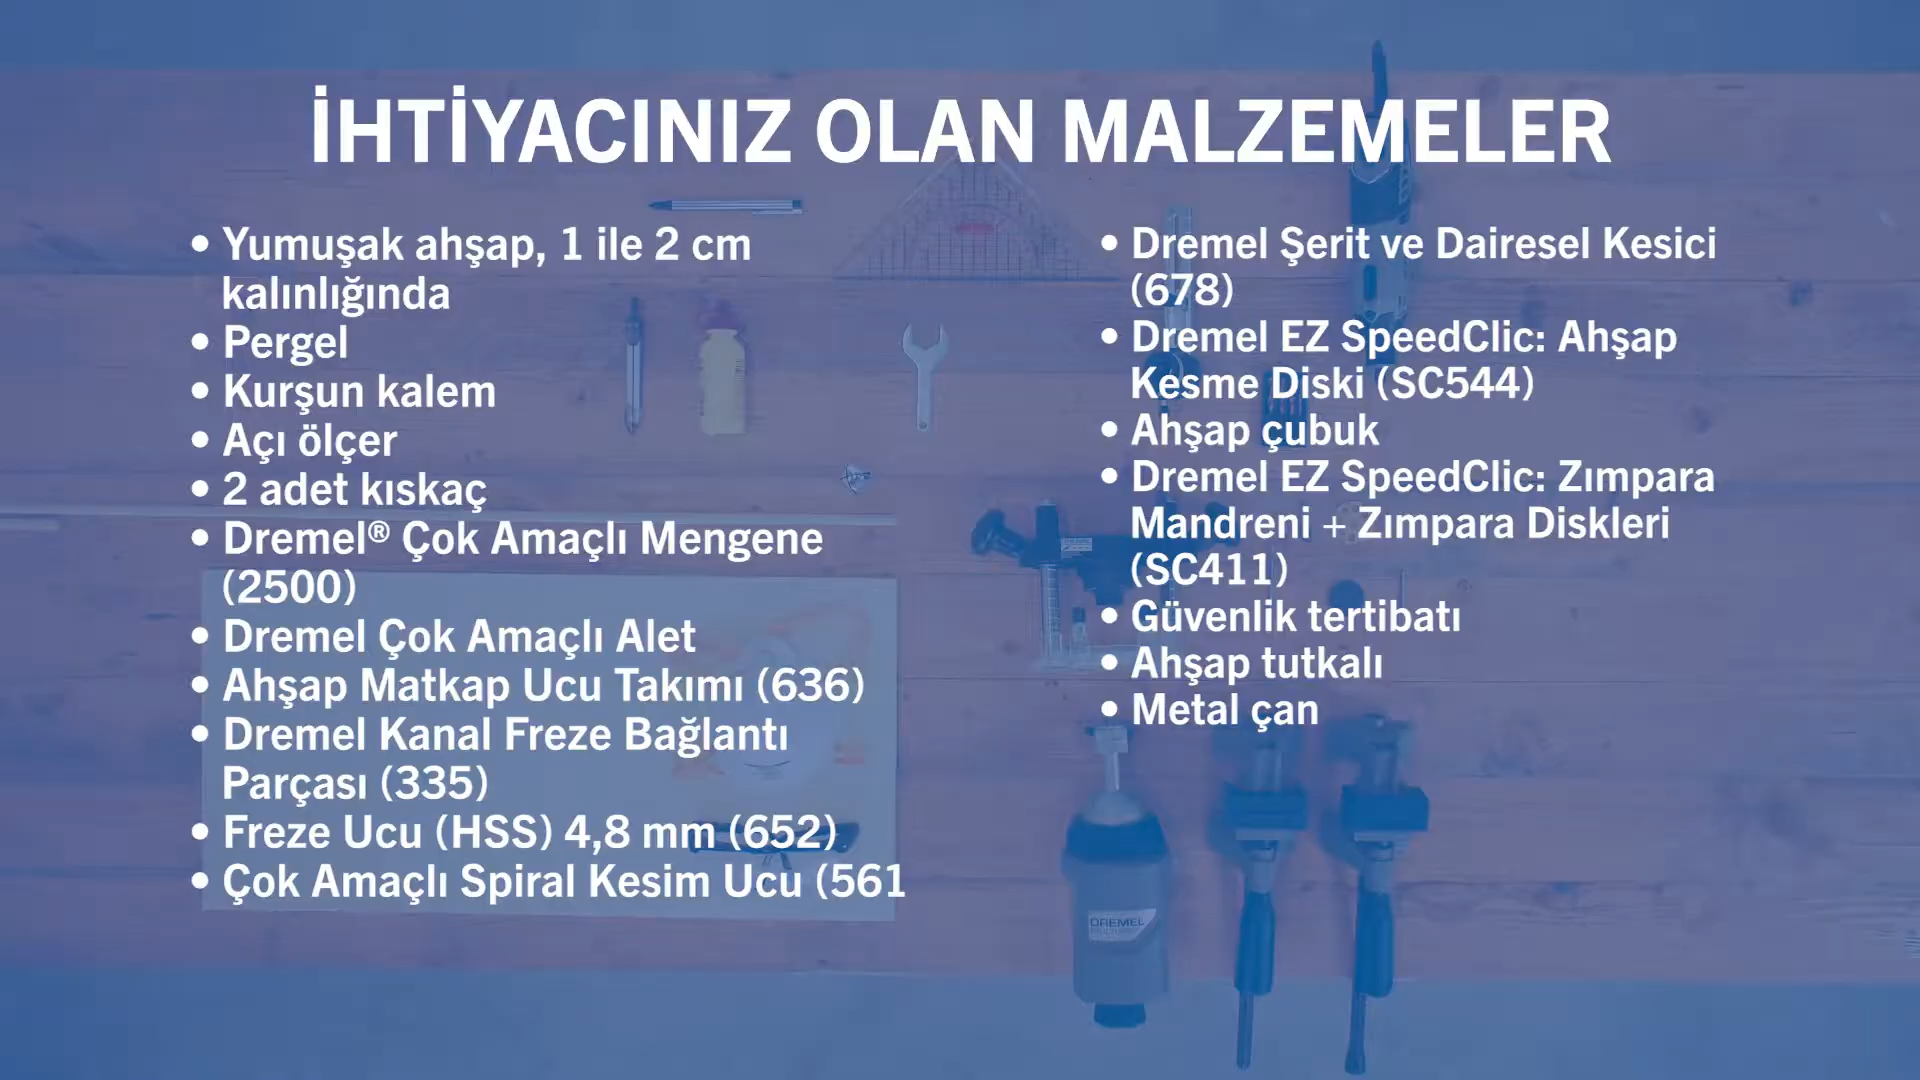 İHTİYACINIZ OLAN MALZEMELER
• Yumuşak ahşap, 1 ile 2 cm
kalınlığında
• Pergel
• Kurşun kalem
• Açı ölçer
• 2 adet kıskaç
• Dremel® Çok Amaçlı Mengene
(2500)
• Dremel Çok Amaçlı Alet
• Ahşap Matkap Ucu Takımı (636)
• Dremel Kanal Freze Bağlantı
Parçası (335)
• Freze Ucu (HSS) 4,8 mm (652)
• Çok Amaçlı Spiral Kesim Ucu (561
• Dremel Şerit ve Dairesel Kesici
(678)
• Dremel EZ SpeedClic: Ahşap
Kesme Diski (SC544)
• Ahşap çubuk
• Dremel EZ SpeedClic: Zımpara
Mandreni + Zımpara Diskleri
(SC411)
• Güvenlik tertibatı
• Ahşap tutkalı
• Metal çan
DREMEL